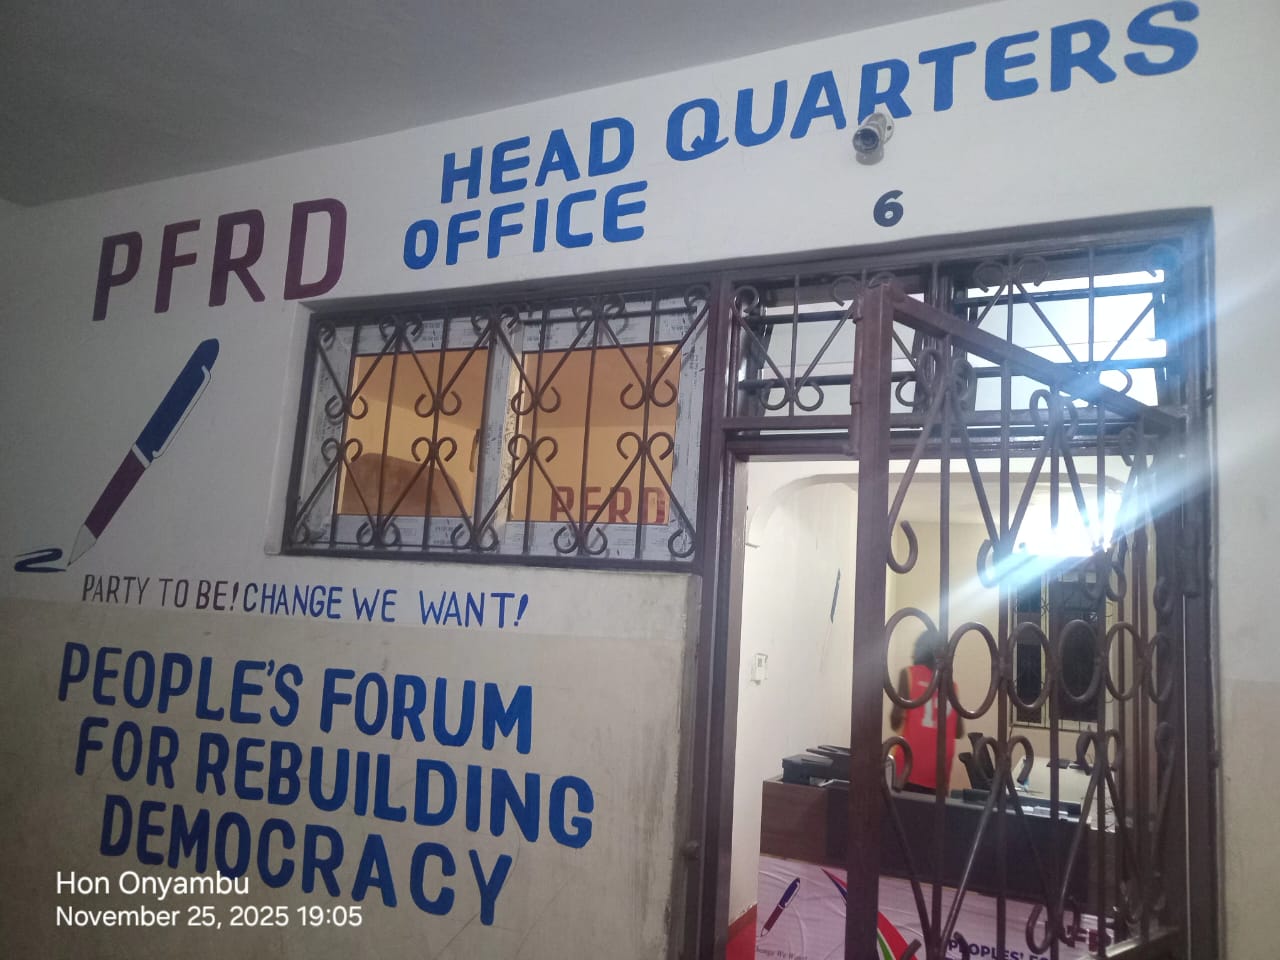 HEAD QUARTERS
OFFICE
6
PFRD
PFRD
PARTY TO BE! CHANGE WE WANT!
PEOPLE'S FORUM
FOR REBUILDING
DEMOCRACY
Hon Onyambu
November 25, 2025 19:05
PEOPLES'